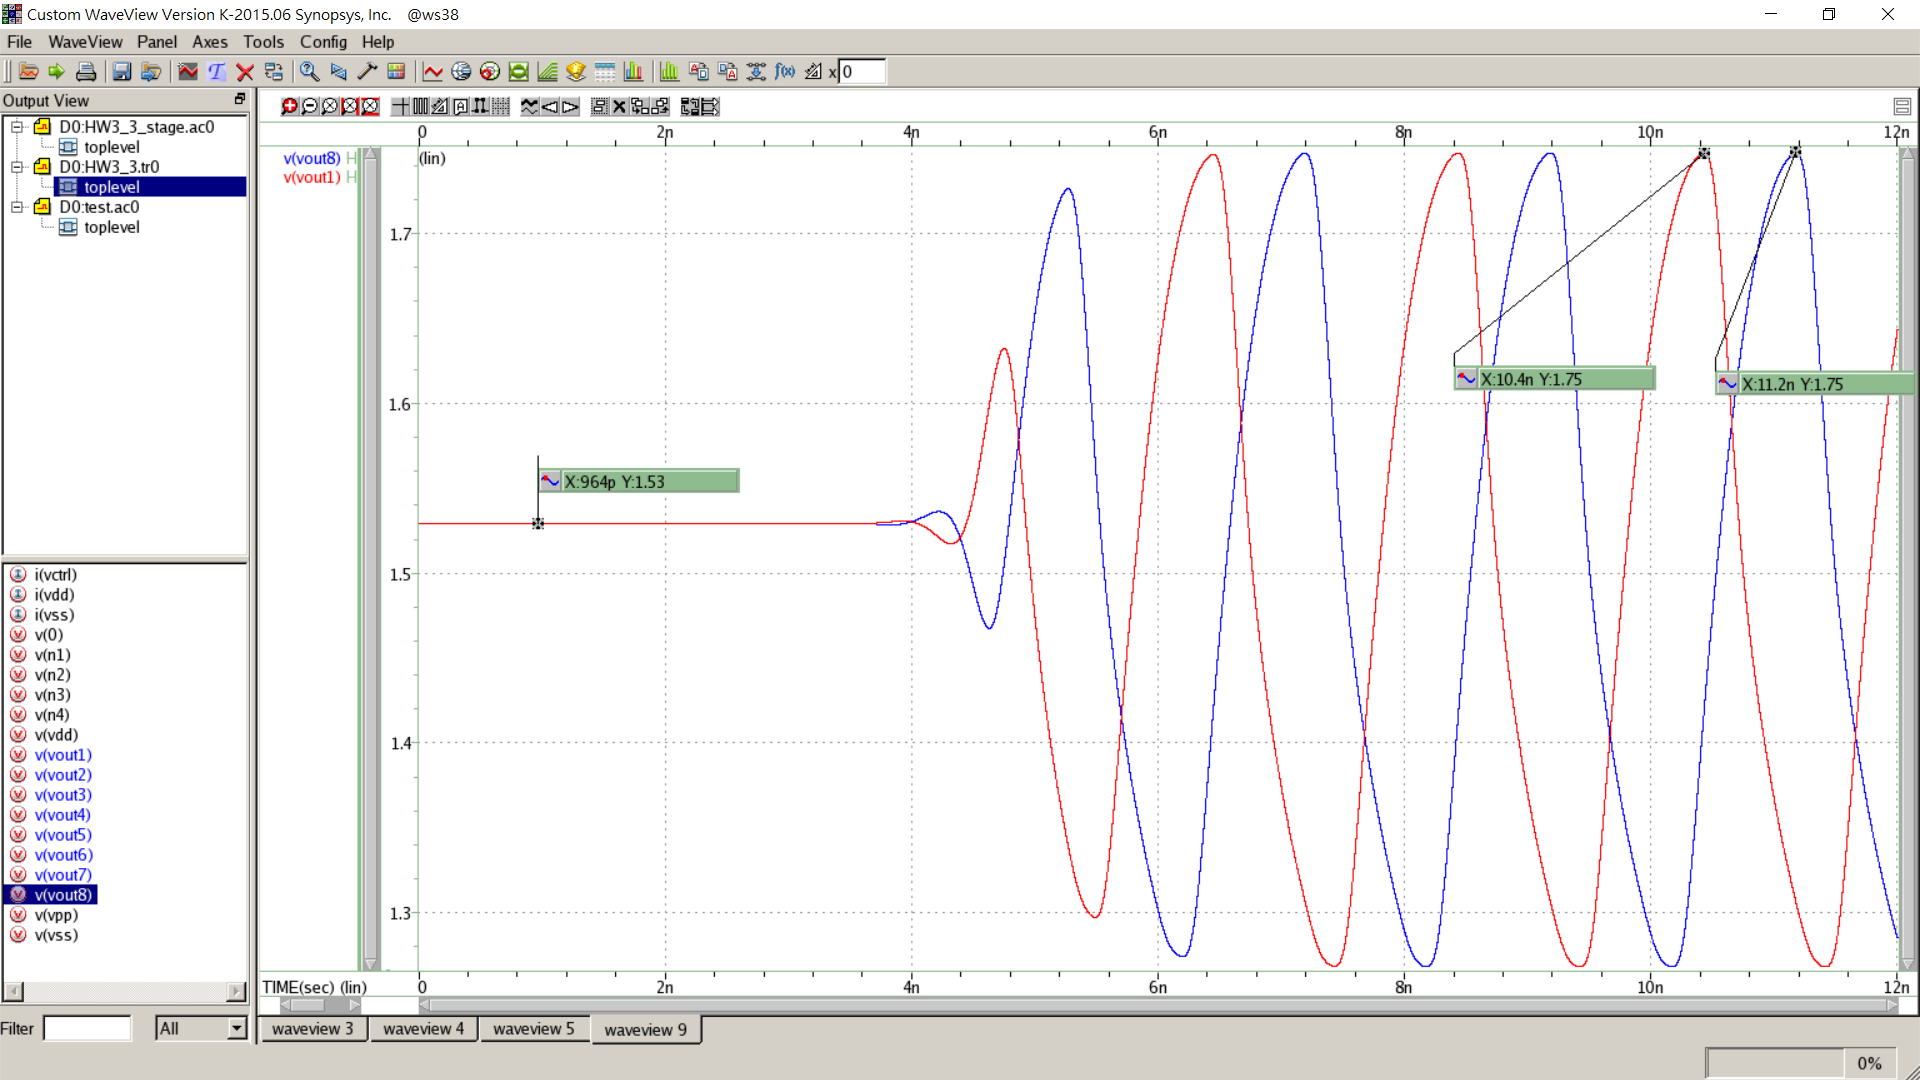 Custom WaveView Version K-2015.06 Synopsys, Inc. @ws38
File WaveView Panel Axes Tools Config Help
x 0
Output View
D0:HW3_3_stage.ac0
toplevel
D0:HW3_3.tr0
toplevel
D0:test.ac0
toplevel
i(vctrl)
i(vdd)
i(vss)
v(0)
v(n1)
v(n2)
v(n3)
v(n4)
v(vdd)
v(vout1)
v(vout2)
v(vout3)
v(vout4)
v(vout5)
v(vout6)
v(vout7)
v(vout8)
v(vpp)
v(vss)
Filter All
0 2n 4n 6n 8n 10n 12n
v(vout8) H
v(vout1) H
(lin)
1.7
1.6
1.5
1.4
1.3
X:964p Y:1.53
X:10.4n Y:1.75
X:11.2n Y:1.75
TIME(sec) (lin) 0 2n 4n 6n 8n 10n 12n
waveview 3 waveview 4 waveview 5 waveview 9
0%